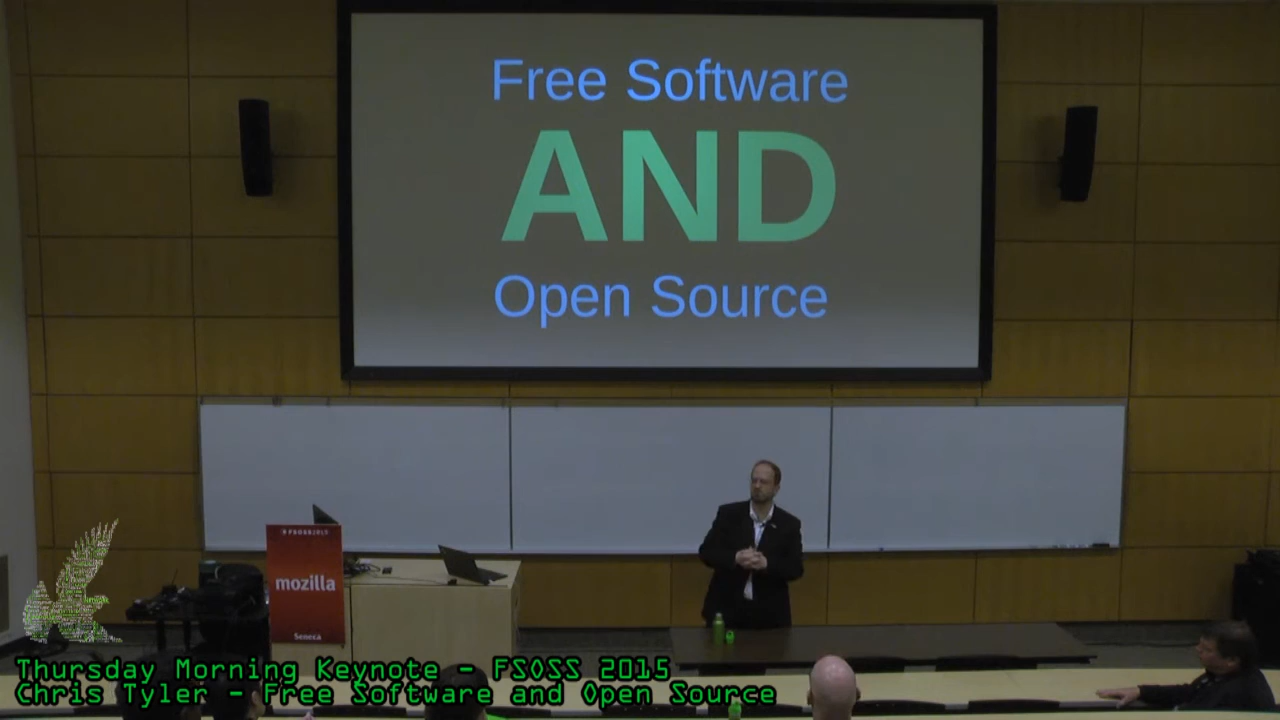 Free Software
AND
Open Source
FSOSS2015
mozilla
Seneca
Thursday Morning Keynote - FSOSS 2015
Chris Tyler - Free Software and Open Source